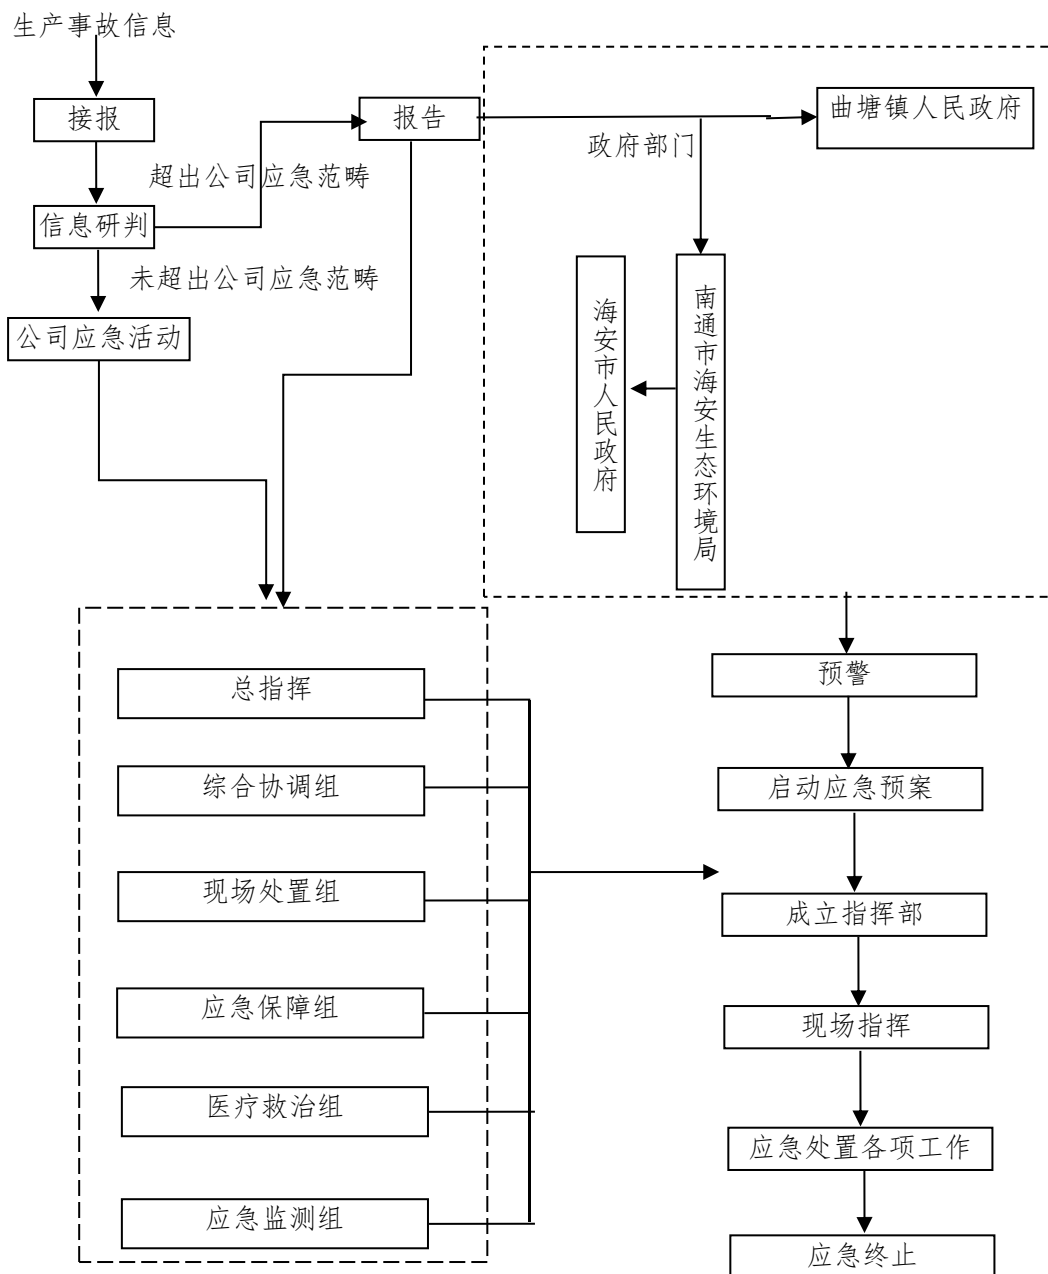 生产事故信息
接报
报告
曲塘镇人民政府
政府部门
超出公司应急范畴
信息研判
未超出公司应急范畴
公司应急活动
海安市人民政府
南通市海安生态环境局
总指挥
综合协调组
现场处置组
应急保障组
医疗救治组
应急监测组
预警
启动应急预案
成立指挥部
现场指挥
应急处置各项工作
应急终止